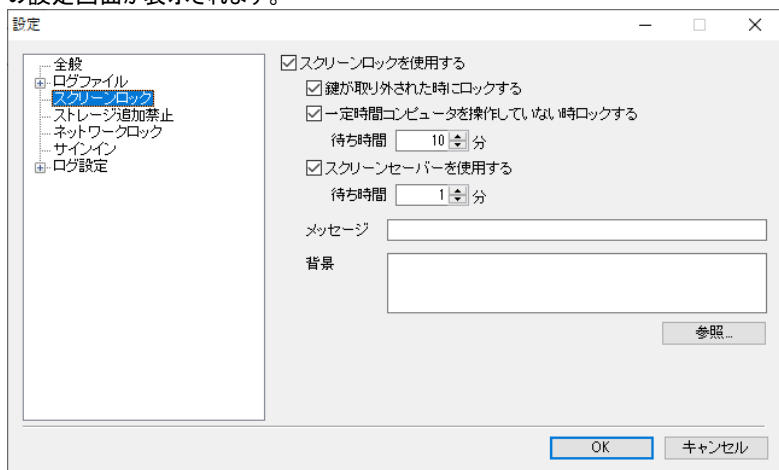 の設定画面が表示されます。
設定
全般
ログファイル
スクリーンロック
ストレージ追加禁止
ネットワークロック
サインイン
ログ設定
スクリーンロックを使用する
鍵が取り外された時にロックする
一定時間コンピュータを操作していない時ロックする
待ち時間 10 分
スクリーンセーバーを使用する
待ち時間 1 分
メッセージ
背景
参照...
OK キャンセル